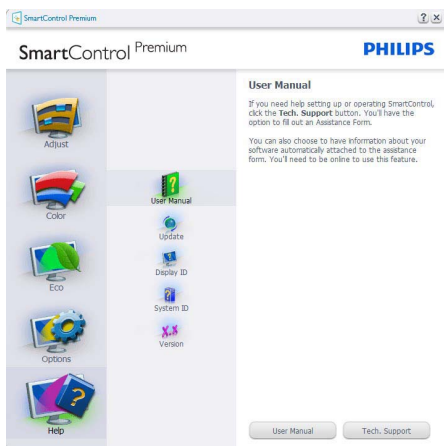 SmartControl Premium
? x
SmartControl Premium
PHILIPS
Adjust
Color
Eco
Options
Help
User Manual
Update
Display ID
System ID
X.X
Version
User Manual
If you need help setting up or operating SmartControl,
click the Tech. Support button. You'll have the
option to fill out an Assistance Form.
You can also choose to have information about your
software automatically attached to the assistance
form. You'll need to be online to use this feature.
User Manual
Tech. Support